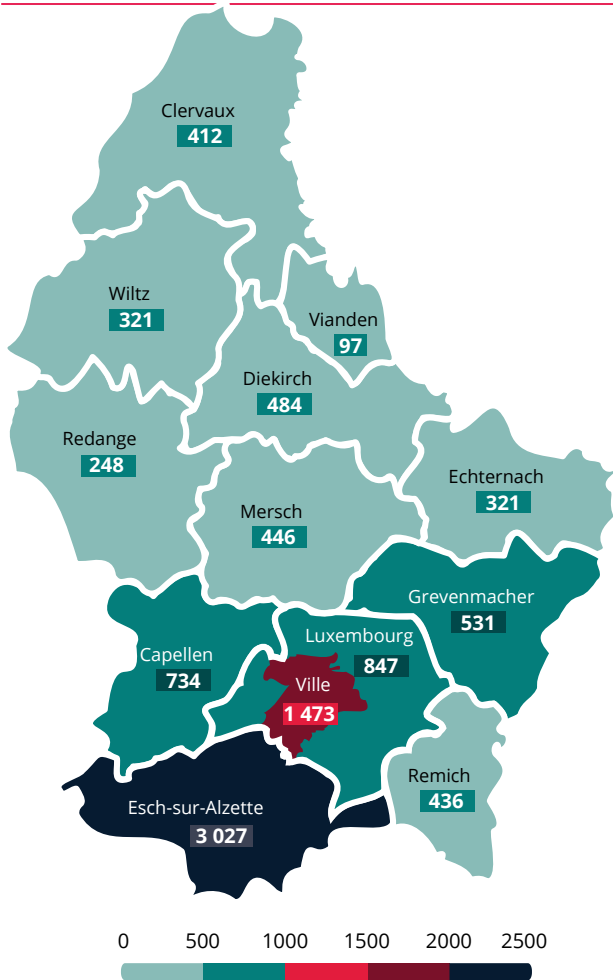 Clervaux
412
Wiltz
321
Vianden
97
Diekirch
484
Redange
248
Echternach
321
Mersch
446
Grevenmacher
531
Luxembourg
847
Capellen
734
Ville
1 473
Remich
436
Esch-sur-Alzette
3 027
0 500 1000 1500 2000 2500